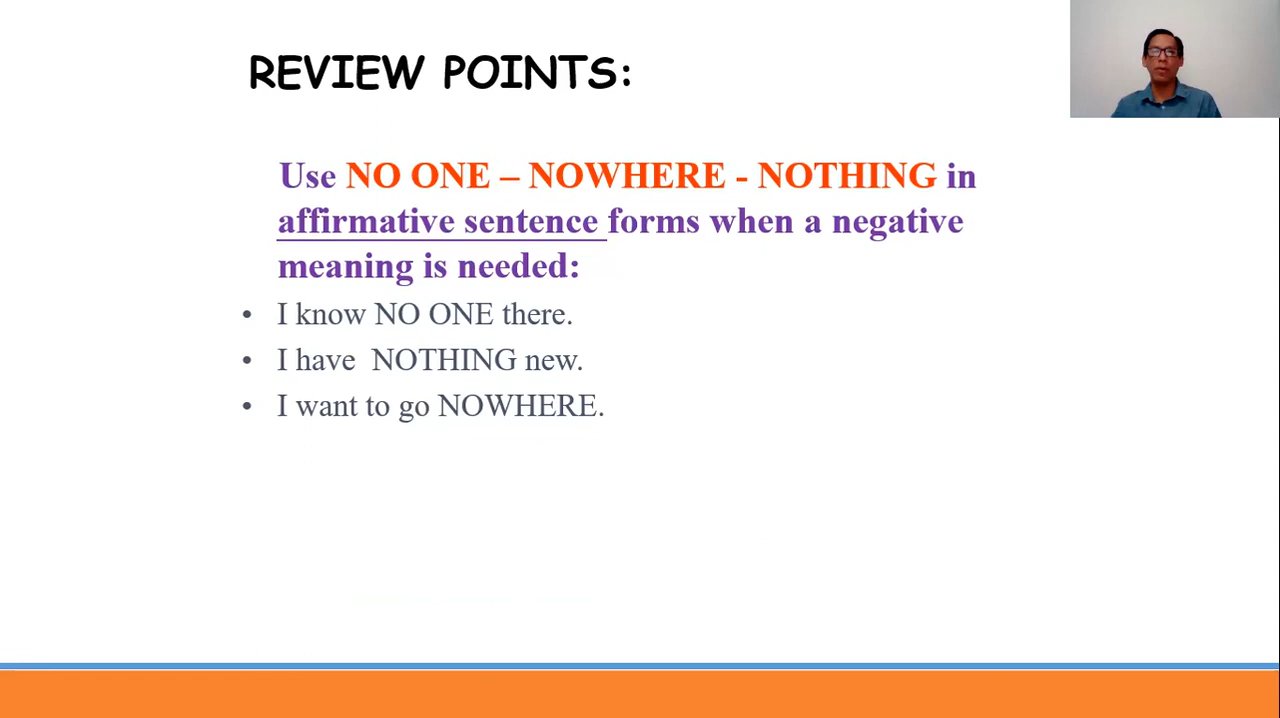 REVIEW POINTS:
Use NO ONE – NOWHERE - NOTHING in
affirmative sentence forms when a negative
meaning is needed:
• I know NO ONE there.
• I have  NOTHING new.
• I want to go NOWHERE.